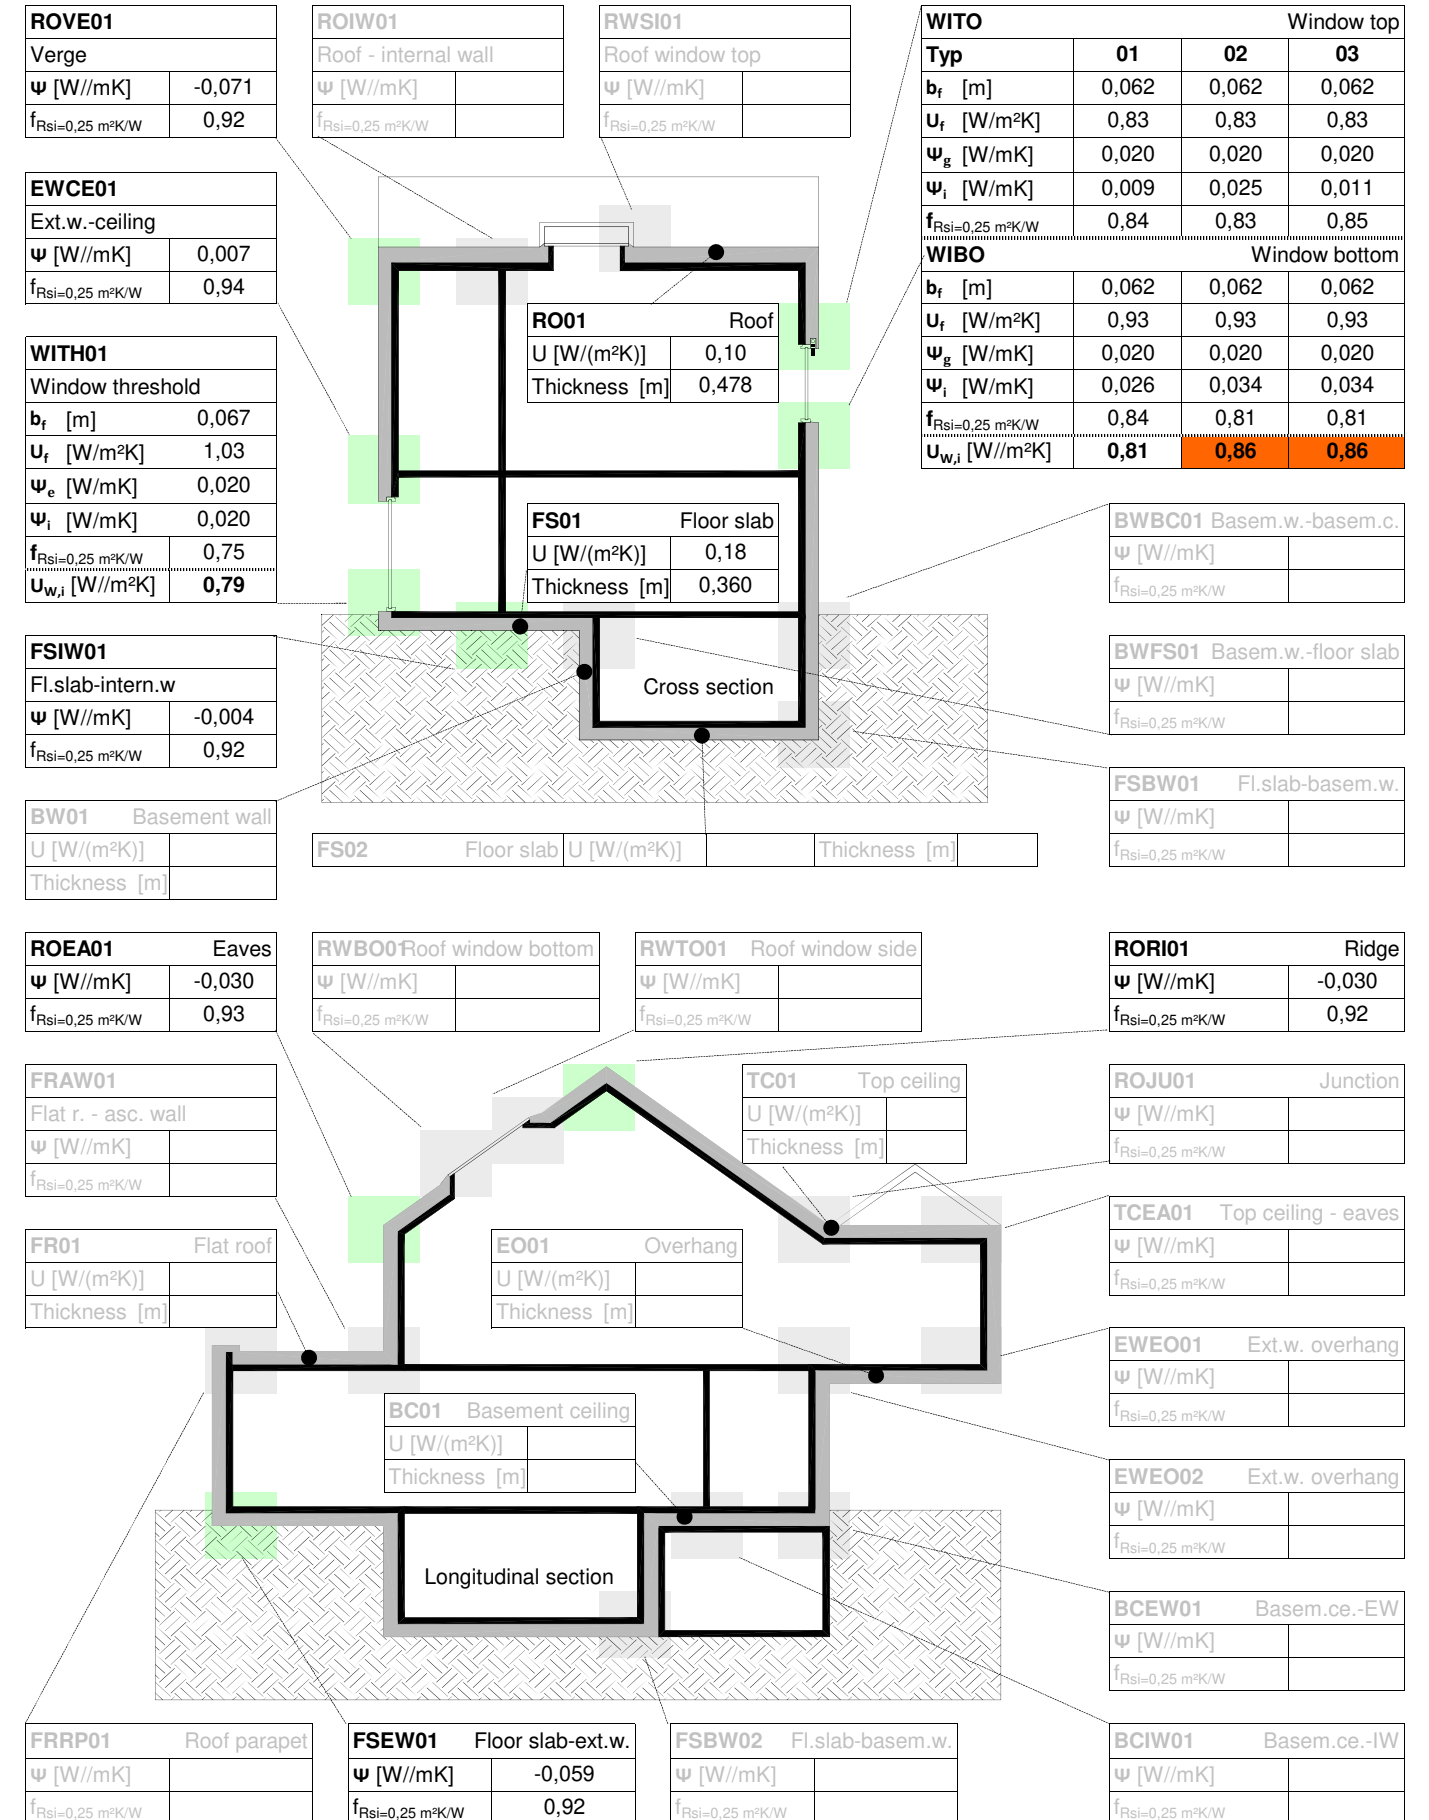 ROVE01
Verge
Ψ [W//mK] -0,071
fRsi=0,25 m²K/W 0,92
ROIW01
Roof - internal wall
Ψ [W//mK]
fRsi=0,25 m²K/W
RWSI01
Roof window top
Ψ [W//mK]
fRsi=0,25 m²K/W
WITO Window top
Typ 01 02 03
bf [m] 0,062 0,062 0,062
Uf [W/m²K] 0,83 0,83 0,83
Ψg [W/mK] 0,020 0,020 0,020
Ψi [W/mK] 0,009 0,025 0,011
fRsi=0,25 m²K/W 0,84 0,83 0,85
WIBO Window bottom
bf [m] 0,062 0,062 0,062
Uf [W/m²K] 0,93 0,93 0,93
Ψg [W/mK] 0,020 0,020 0,020
Ψi [W/mK] 0,026 0,034 0,034
fRsi=0,25 m²K/W 0,84 0,81 0,81
UW,i [W//m²K] 0,81 0,86 0,86
EWCE01
Ext.w.-ceiling
Ψ [W//mK] 0,007
fRsi=0,25 m²K/W 0,94
RO01 Roof
U [W/(m²K)] 0,10
Thickness [m] 0,478
WITH01
Window threshold
bf [m] 0,067
Uf [W/m²K] 1,03
Ψe [W/mK] 0,020
Ψi [W/mK] 0,020
fRsi=0,25 m²K/W 0,75
UW,i [W//m²K] 0,79
FS01 Floor slab
U [W/(m²K)] 0,18
Thickness [m] 0,360
BWBC01 Basem.w.-basem.c.
Ψ [W//mK]
fRsi=0,25 m²K/W
FSIW01
Fl.slab-intern.w
Ψ [W//mK] -0,004
fRsi=0,25 m²K/W 0,92
Cross section
BWFS01 Basem.w.-floor slab
Ψ [W//mK]
fRsi=0,25 m²K/W
FSBW01 Fl.slab-basem.w.
Ψ [W//mK]
fRsi=0,25 m²K/W
BW01 Basement wall
U [W/(m²K)]
Thickness [m]
FS02 Floor slab U [W/(m²K)] Thickness [m]
ROEA01 Eaves
Ψ [W//mK] -0,030
fRsi=0,25 m²K/W 0,93
RWBO01Roof window bottom
Ψ [W//mK]
fRsi=0,25 m²K/W
RWTO01 Roof window side
Ψ [W//mK]
fRsi=0,25 m²K/W
RORI01 Ridge
Ψ [W//mK] -0,030
fRsi=0,25 m²K/W 0,92
FRAW01
Flat r. - asc. wall
Ψ [W//mK]
fRsi=0,25 m²K/W
TC01 Top ceiling
U [W/(m²K)]
Thickness [m]
ROJU01 Junction
Ψ [W//mK]
fRsi=0,25 m²K/W
FR01 Flat roof
U [W/(m²K)]
Thickness [m]
EO01 Overhang
U [W/(m²K)]
Thickness [m]
TCEA01 Top ceiling - eaves
Ψ [W//mK]
fRsi=0,25 m²K/W
EWEO01 Ext.w. overhang
Ψ [W//mK]
fRsi=0,25 m²K/W
BC01 Basement ceiling
U [W/(m²K)]
Thickness [m]
EWEO02 Ext.w. overhang
Ψ [W//mK]
fRsi=0,25 m²K/W
Longitudinal section
BCEW01 Basem.ce.-EW
Ψ [W//mK]
fRsi=0,25 m²K/W
FRRP01 Roof parapet
Ψ [W//mK]
fRsi=0,25 m²K/W
FSEW01 Floor slab-ext.w.
Ψ [W//mK] -0,059
fRsi=0,25 m²K/W 0,92
FSBW02 Fl.slab-basem.w.
Ψ [W//mK]
fRsi=0,25 m²K/W
BCIW01 Basem.ce.-IW
Ψ [W//mK]
fRsi=0,25 m²K/W